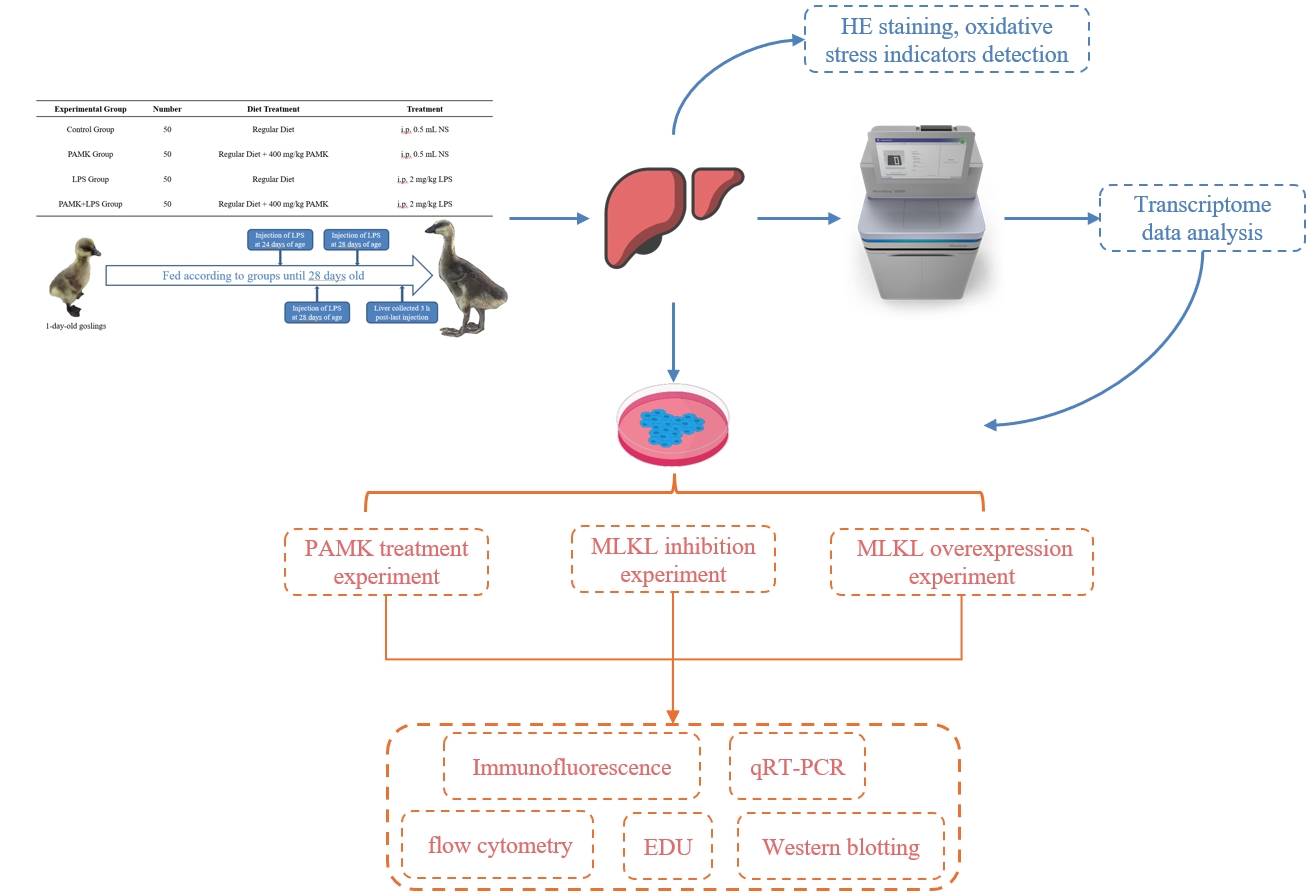 HE staining, oxidative
stress indicators detection
Experimental Group Number Diet Treatment Treatment
Control Group 50 Regular Diet i.p. 0.5 mL NS
PAMK Group 50 Regular Diet + 400 mg/kg PAMK i.p. 0.5 mL NS
LPS Group 50 Regular Diet i.p. 2 mg/kg LPS
PAMK+LPS Group 50 Regular Diet + 400 mg/kg PAMK i.p. 2 mg/kg LPS
Injection of LPS
at 24 days of age
Injection of LPS
at 28 days of age
Fed according to groups until 28 days old
Injection of LPS
at 28 days of age
Liver collected 3 h
post-last injection
1-day-old goslings
Transcriptome
data analysis
PAMK treatment
experiment
MLKL inhibition
experiment
MLKL overexpression
experiment
Immunofluorescence
qRT-PCR
flow cytometry
EDU
Western blotting